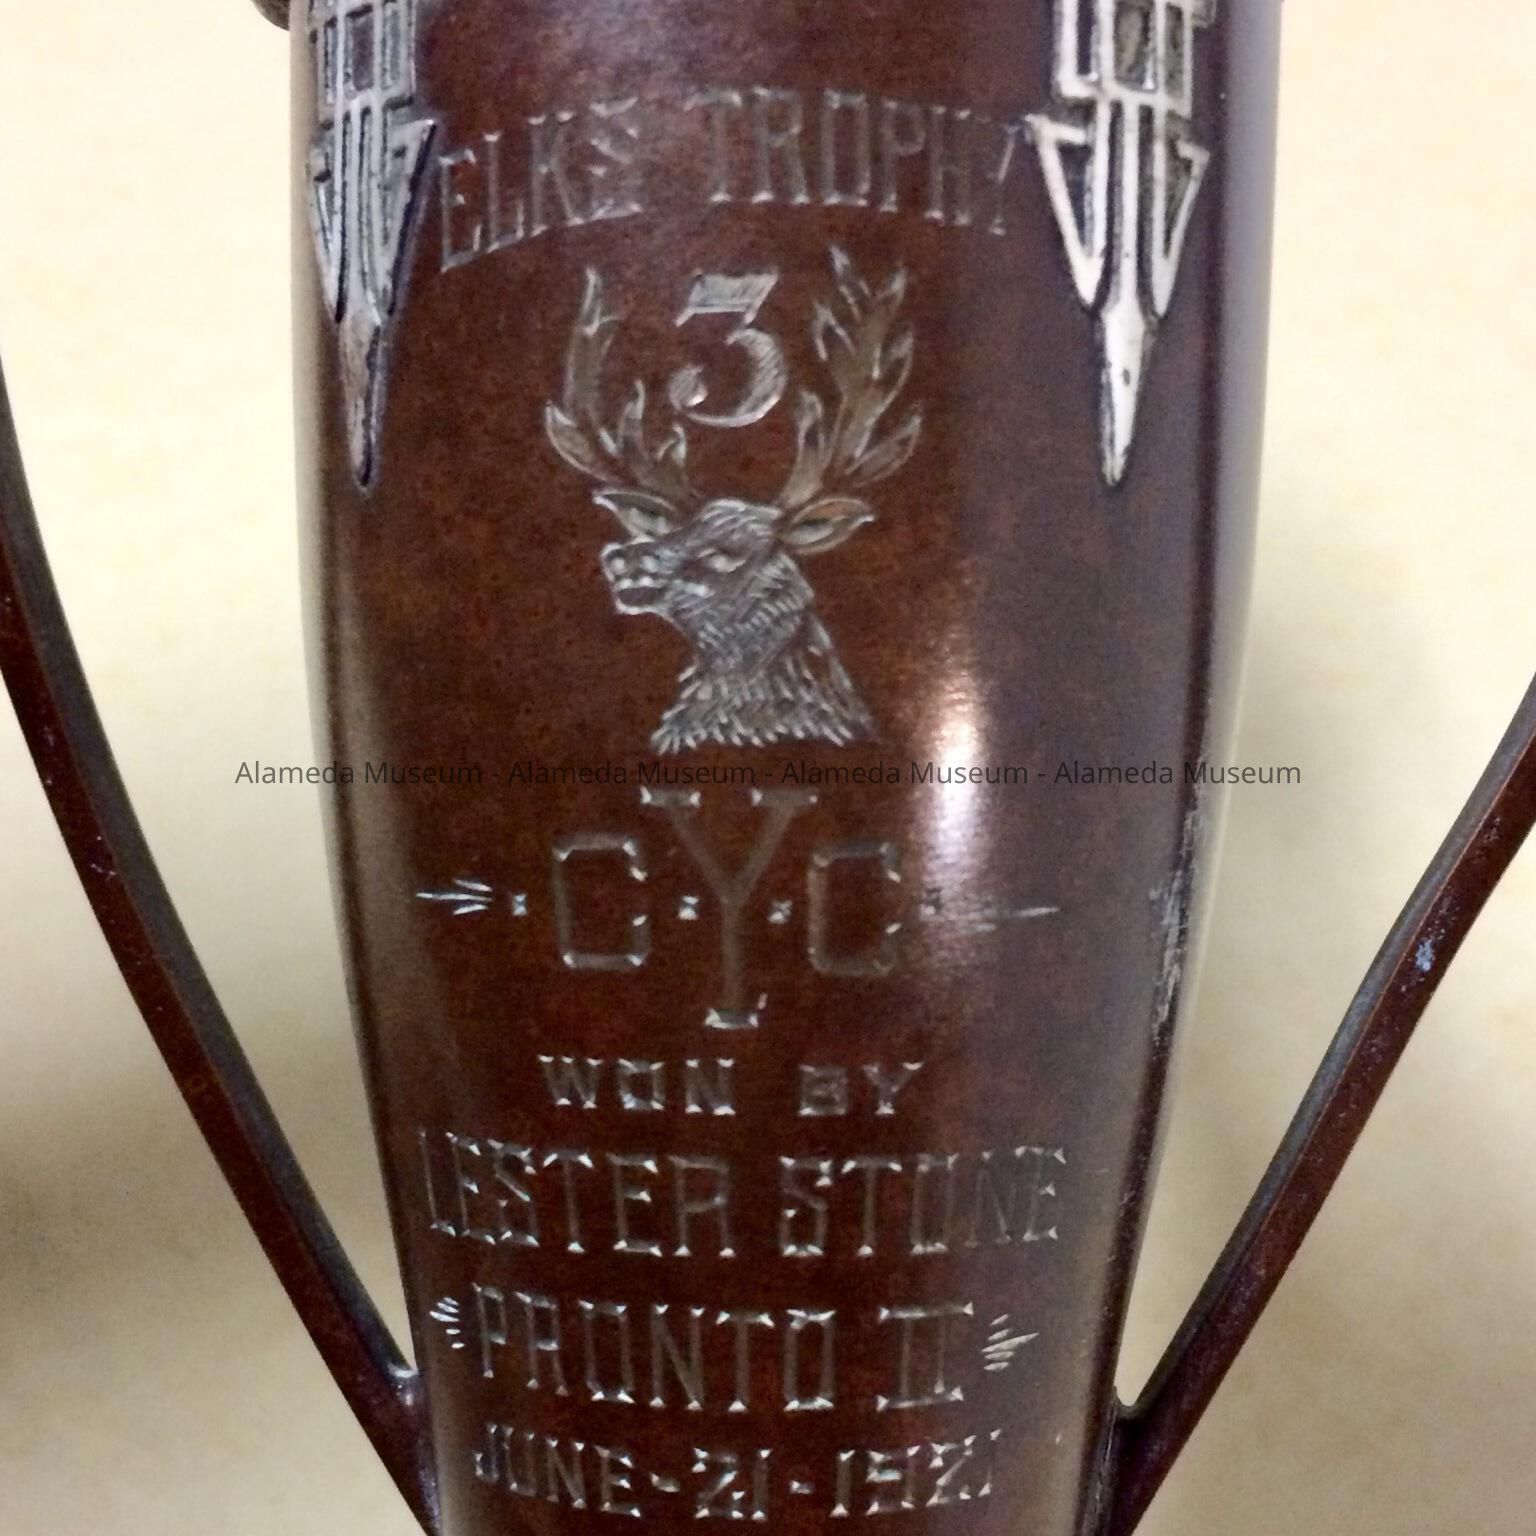 ELKS TROPHY
3
Alameda Museum - Alameda Museum - Alameda Museum - Alameda Museum
C·Y·C
WON BY
LESTER STONE
PRONTO II
JUNE-21-1921